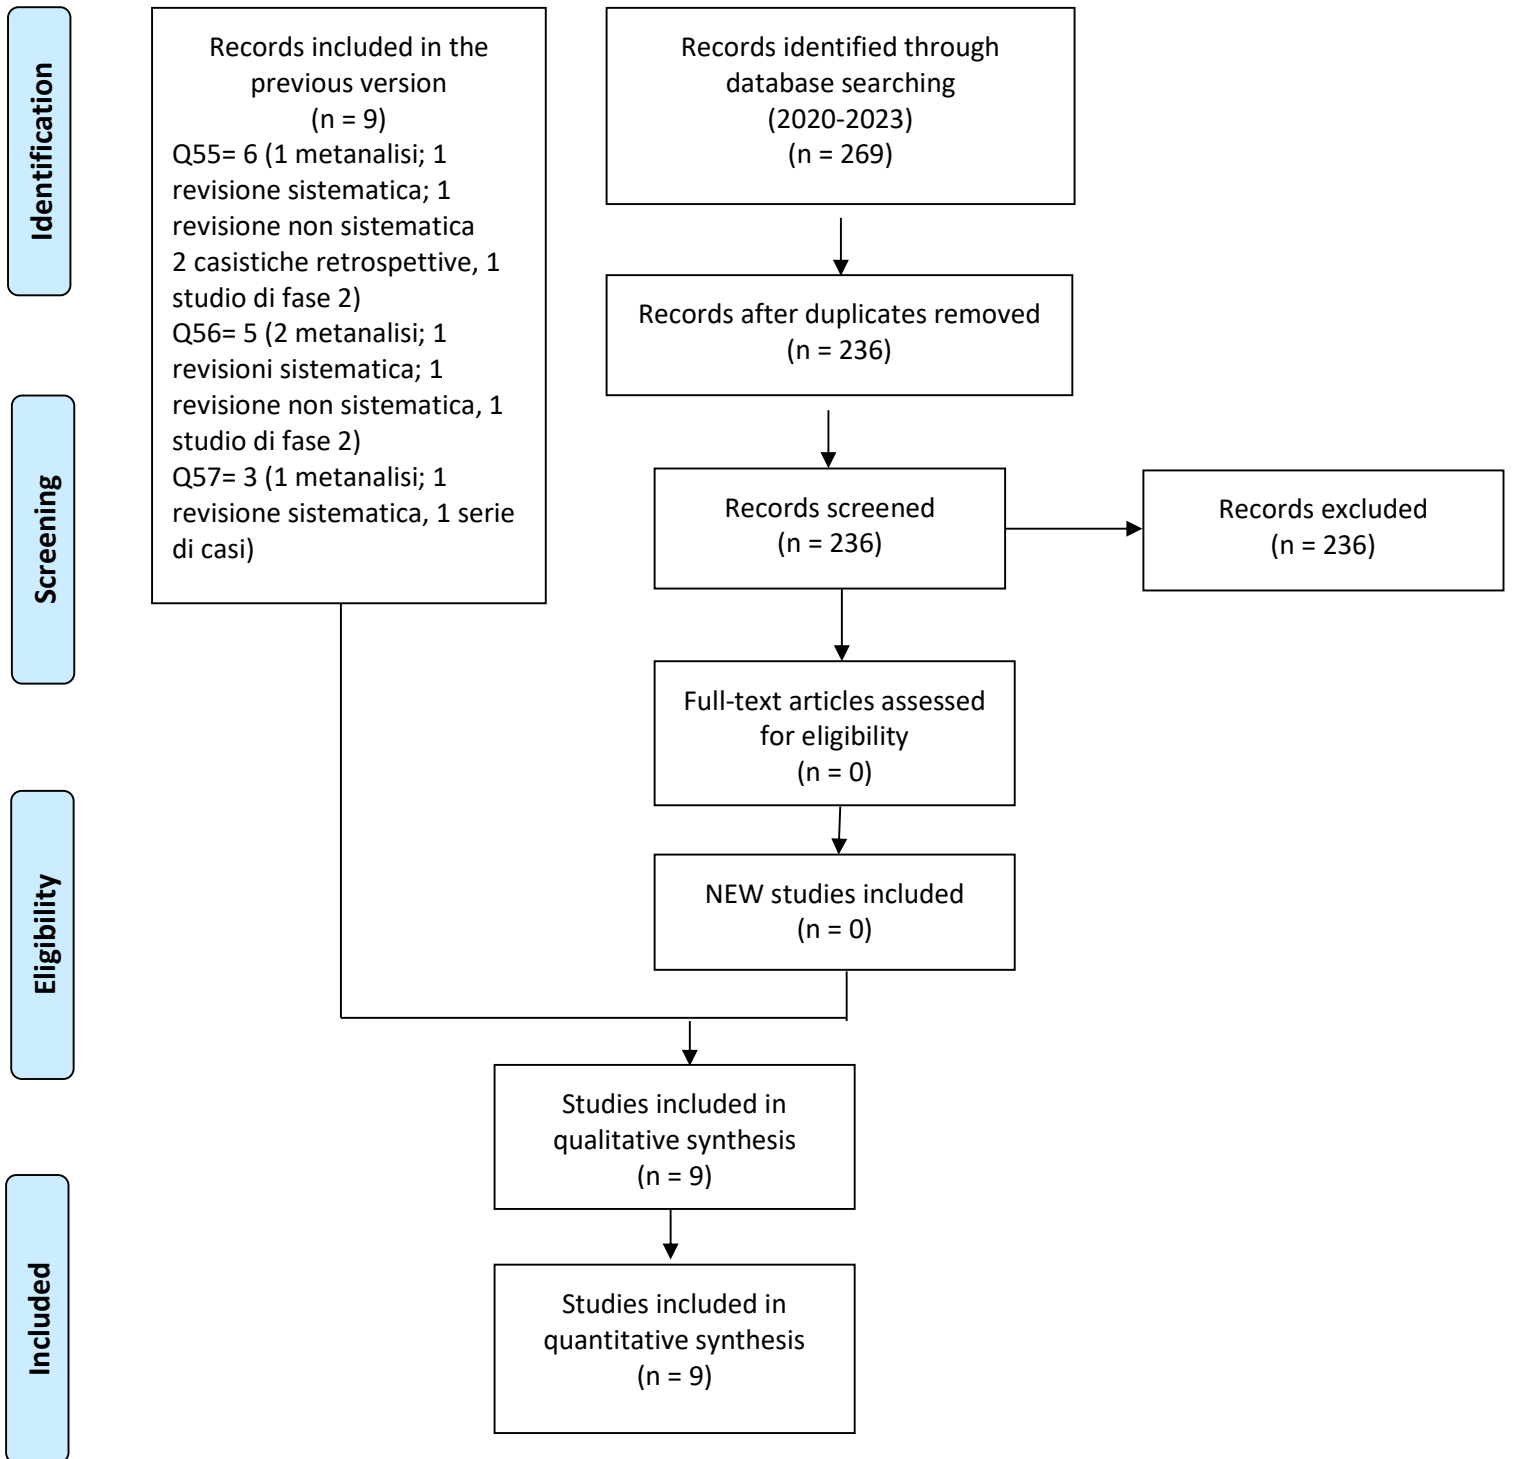 Identification
Records included in the
previous version
(n = 9)
Q55= 6 (1 metanalisi; 1
revisione sistematica; 1
revisione non sistematica
2 casistiche retrospettive, 1
studio di fase 2)
Q56= 5 (2 metanalisi; 1
revisioni sistematica; 1
revisione non sistematica, 1
studio di fase 2)
Q57= 3 (1 metanalisi; 1
revisione sistematica, 1 serie
di casi)
Records identified through
database searching
(2020-2023)
(n = 269)
Records after duplicates removed
(n = 236)
Screening
Records screened
(n = 236)
Records excluded
(n = 236)
Full-text articles assessed
for eligibility
(n = 0)
Eligibility
NEW studies included
(n = 0)
Studies included in
qualitative synthesis
(n = 9)
Included
Studies included in
quantitative synthesis
(n = 9)